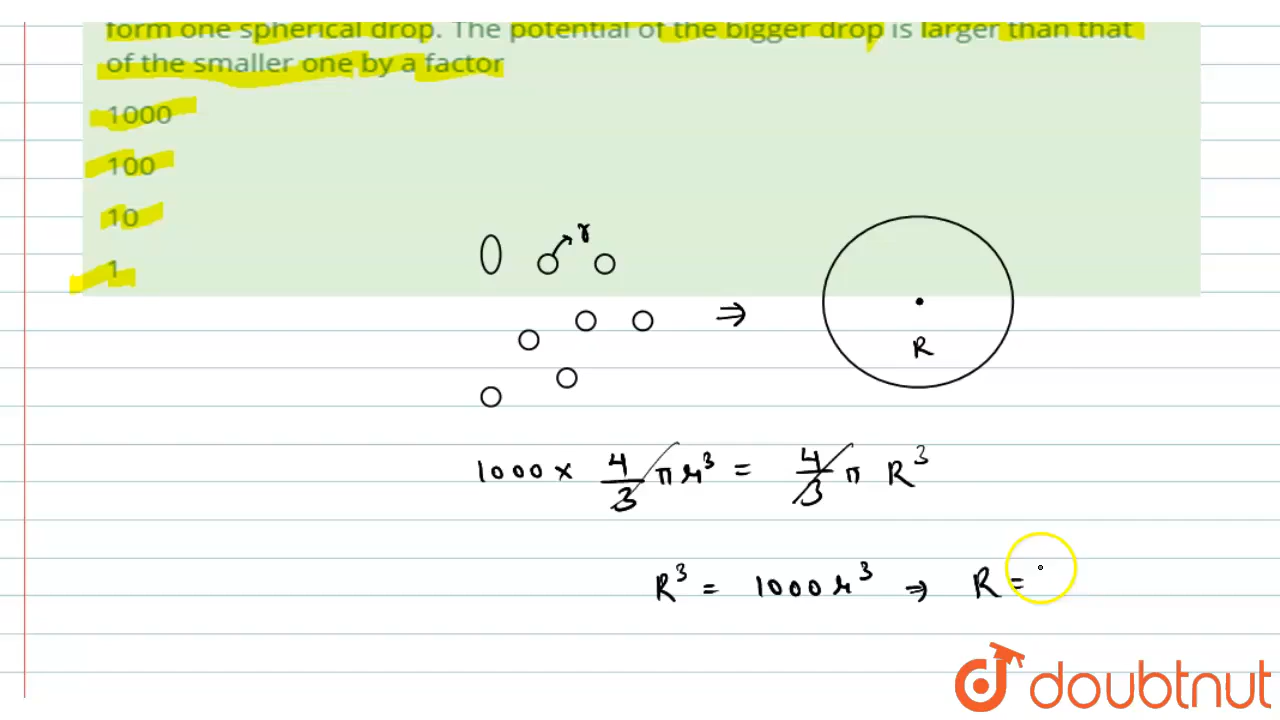 form one spherical drop. The potential of the bigger drop is larger than that
of the smaller one by a factor
1000
100
10
1
r
R
1000 × 4/3 π r³ = 4/3 π R³
R³ = 1000 r³ ⇒ R =
doubtnut